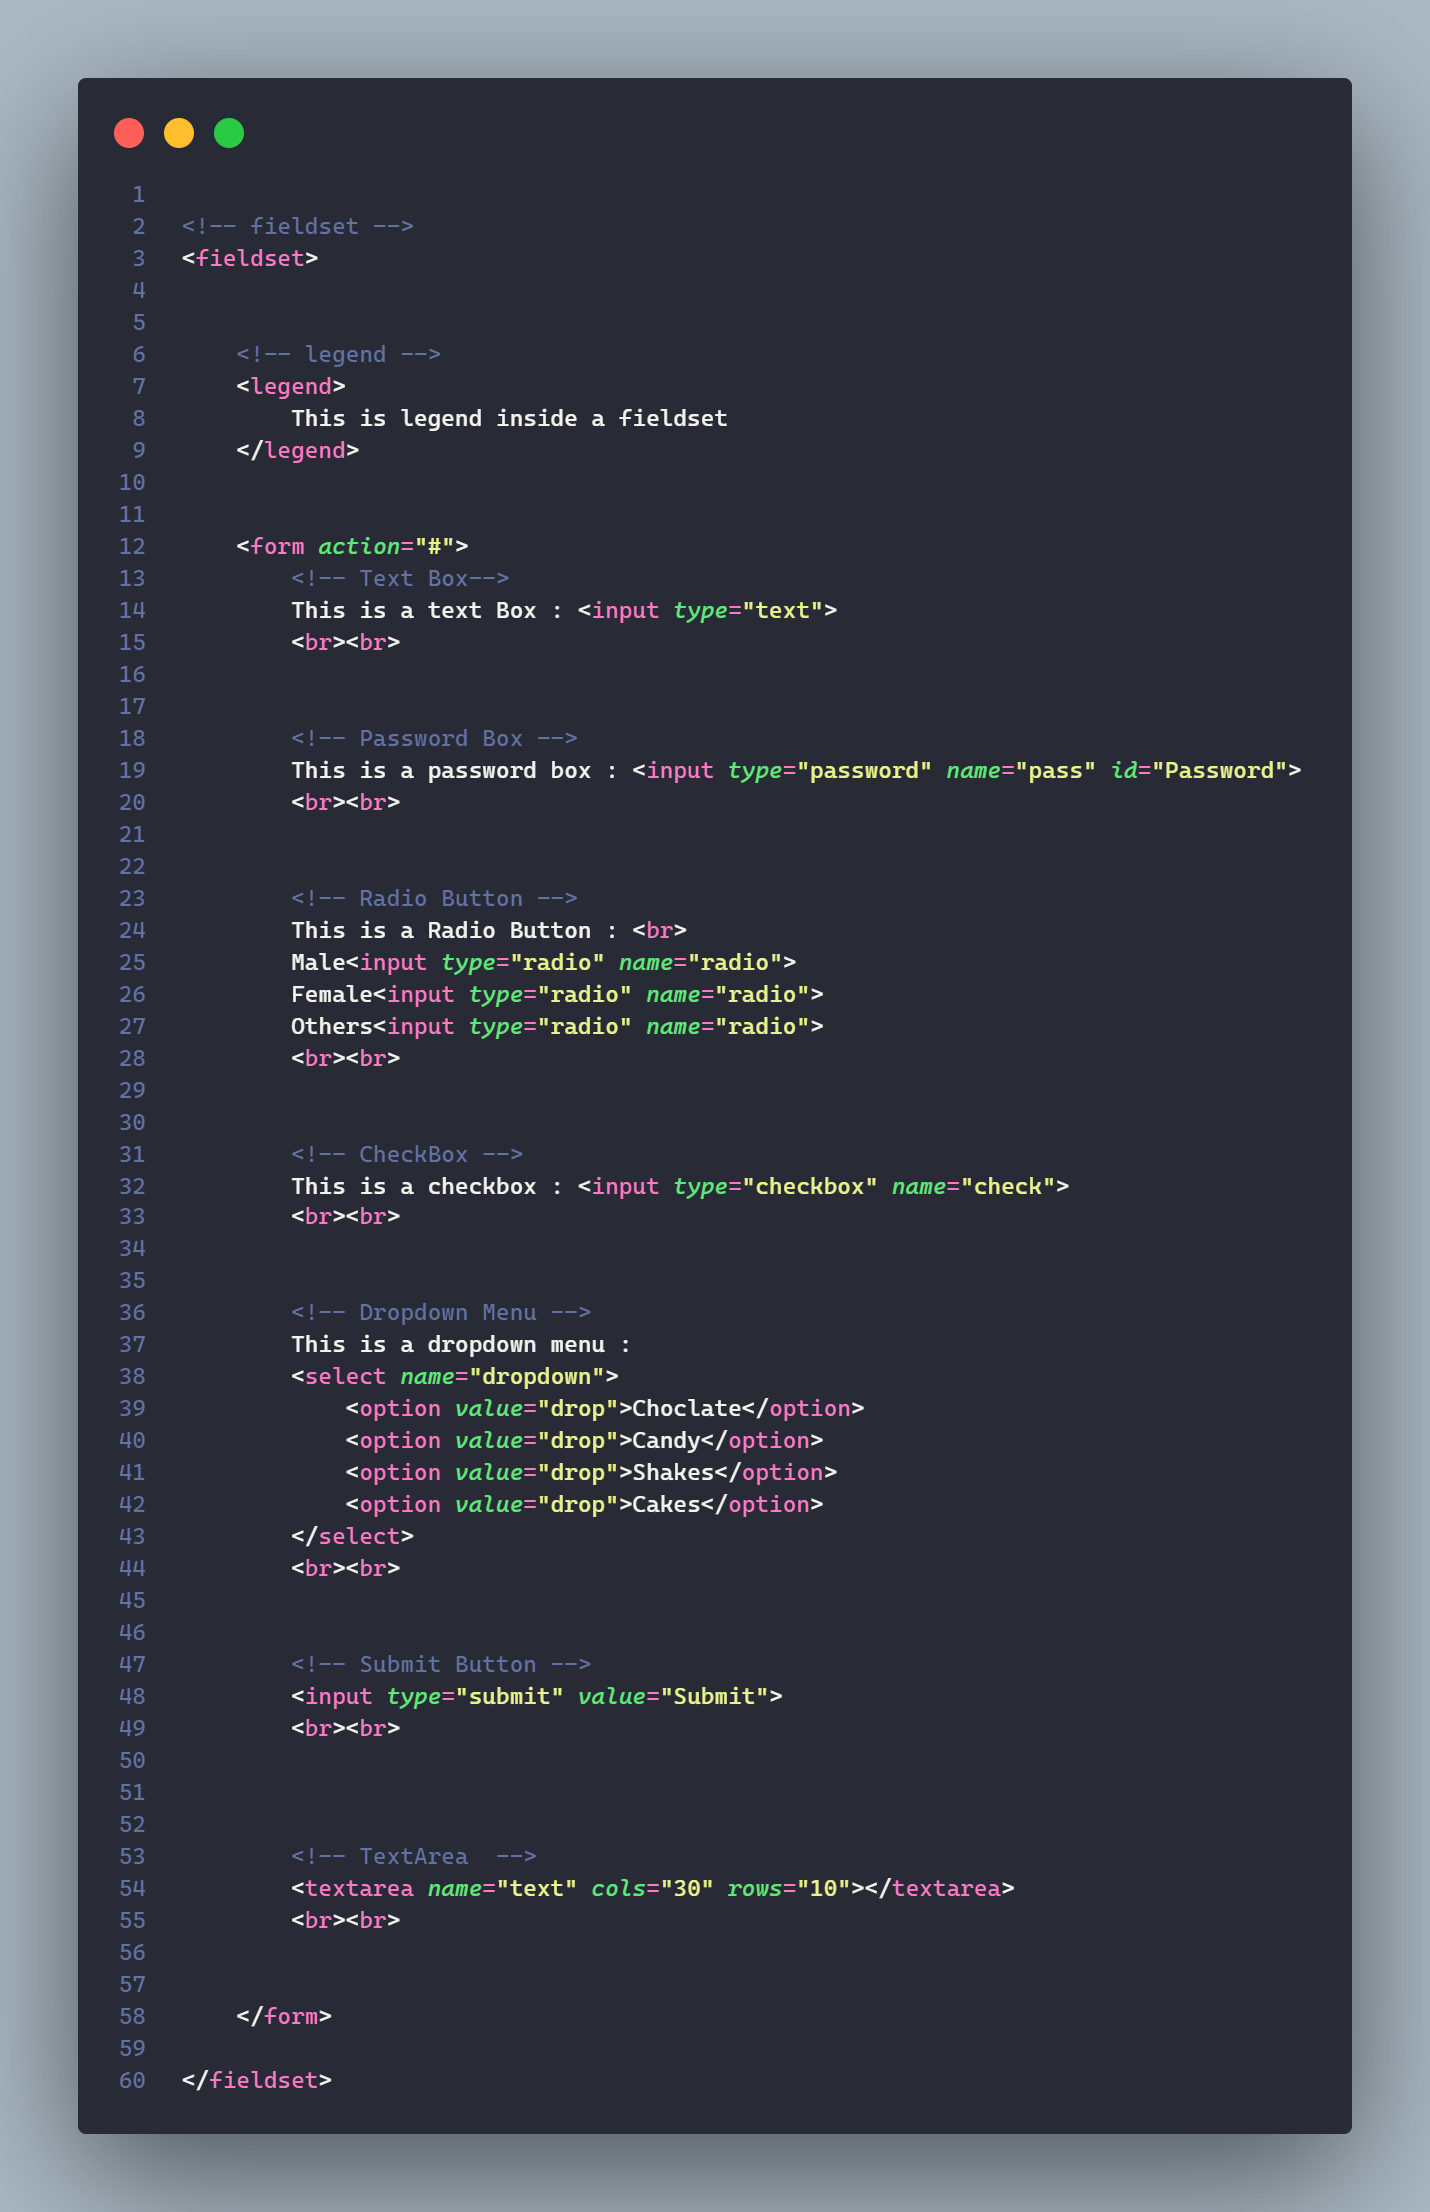 1
2 <!-- fieldset -->
3 <fieldset>
4
5
6     <!-- legend -->
7     <legend>
8         This is legend inside a fieldset
9     </legend>
10
11
12     <form action="#">
13         <!-- Text Box-->
14         This is a text Box : <input type="text">
15         <br><br>
16
17
18         <!-- Password Box -->
19         This is a password box : <input type="password" name="pass" id="Password">
20         <br><br>
21
22
23         <!-- Radio Button -->
24         This is a Radio Button : <br>
25         Male<input type="radio" name="radio">
26         Female<input type="radio" name="radio">
27         Others<input type="radio" name="radio">
28         <br><br>
29
30
31         <!-- CheckBox -->
32         This is a checkbox : <input type="checkbox" name="check">
33         <br><br>
34
35
36         <!-- Dropdown Menu -->
37         This is a dropdown menu :
38         <select name="dropdown">
39             <option value="drop">Choclate</option>
40             <option value="drop">Candy</option>
41             <option value="drop">Shakes</option>
42             <option value="drop">Cakes</option>
43         </select>
44         <br><br>
45
46
47         <!-- Submit Button -->
48         <input type="submit" value="Submit">
49         <br><br>
50
51
52
53         <!-- TextArea  -->
54         <textarea name="text" cols="30" rows="10"></textarea>
55         <br><br>
56
57
58     </form>
59
60 </fieldset>